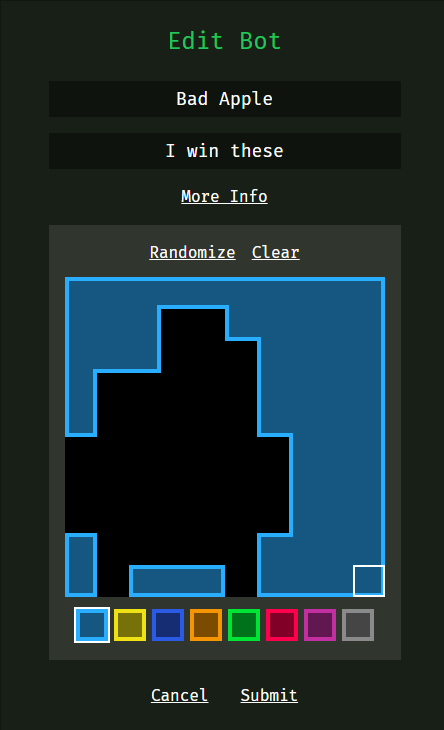 Edit Bot
Bad Apple
I win these
More Info
Randomize Clear
Cancel Submit